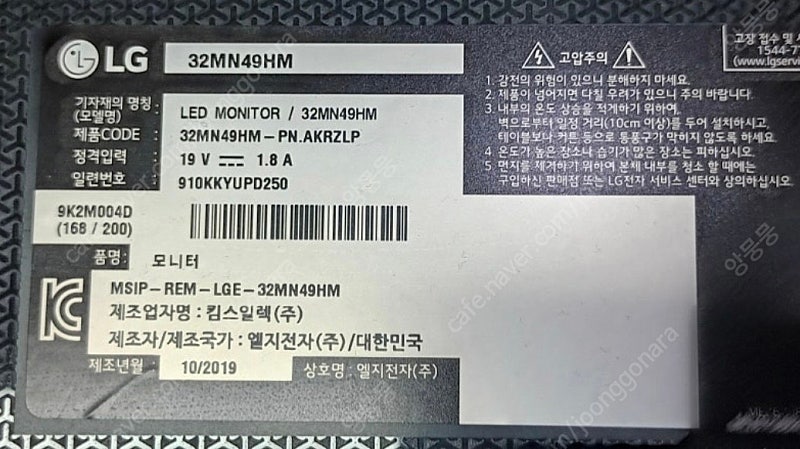 LG 32MN49HM
기자재의 명칭 : LED MONITOR / 32MN49HM
(모델명)
제품CODE : 32MN49HM-PN.AKRZLP
정격입력 19 V 1.8 A
일련번호 910KKYUPD250
9K2M004D
(168 / 200)
품명: 모니터
MSIP-REM-LGE-32MN49HM
제조업자명 : 킴스일렉(주)
제조자/제조국가 : 엘지전자(주)/대한민국
제조년월 : 10/2019 상호명 : 엘지전자(주)
고압주의
1. 감전의 위험이 있으니 분해하지 마세요.
2. 제품이 넘어지면 다칠 우려가 있으니 주의 바랍니다.
3. 내부의 온도 상승을 적게하기 위하여,
벽으로부터 일정 거리(10cm 이상)를 두어 설치하시고,
테이블보나 커튼 등으로 통풍구가 막히지 않도록 하세요.
4. 온도가 높은 장소나 습기가 많은 장소는 피하십시오.
5. 먼지를 제거하기 위하여 본체 내부를 청소 할 때에는
구입하신 판매점 또는 LG전자 서비스 센터와 상의하십시오.
고장 접수 및
1544-7
(www.lgservi
cafe.naver.com/joonggonara
양뭉뭉